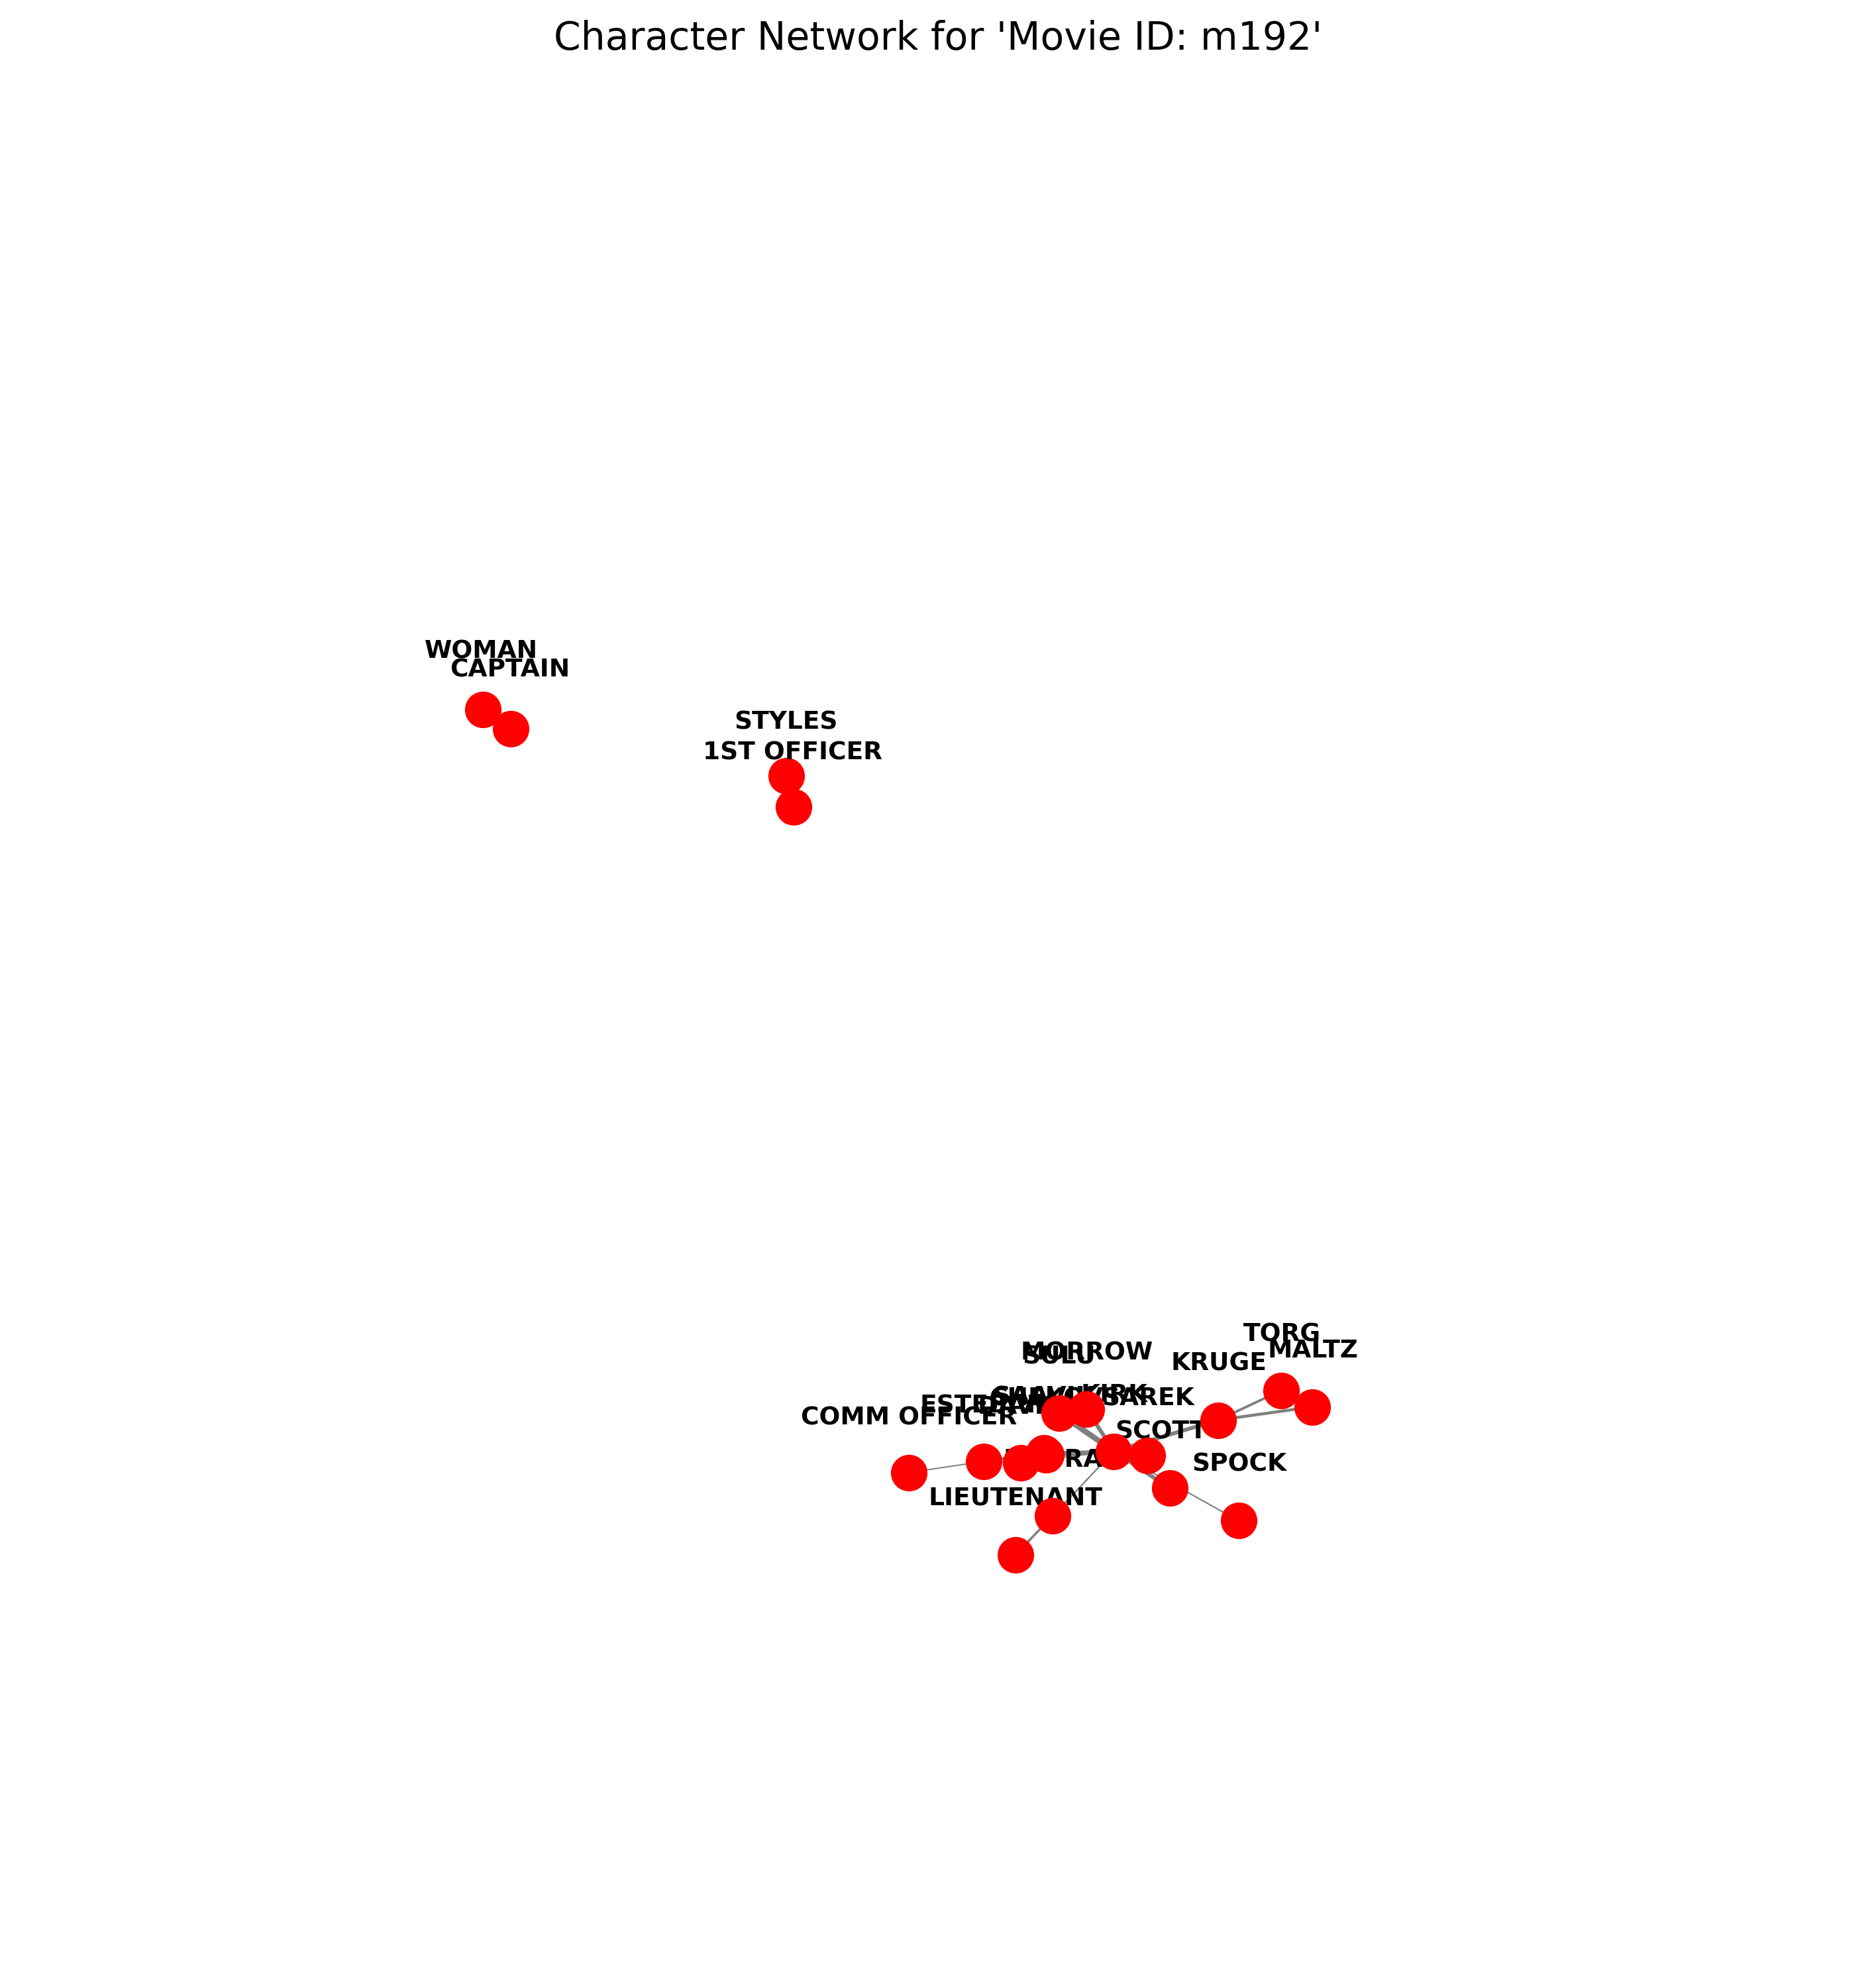 Character Network for 'Movie ID: m192'
WOMAN
CAPTAIN
STYLES
1ST OFFICER
TORG
MALTZ
MORROW
SULU
KRUGE
KIRK
SAREK
COMM OFFICER
SCOTT
SPOCK
LIEUTENANT